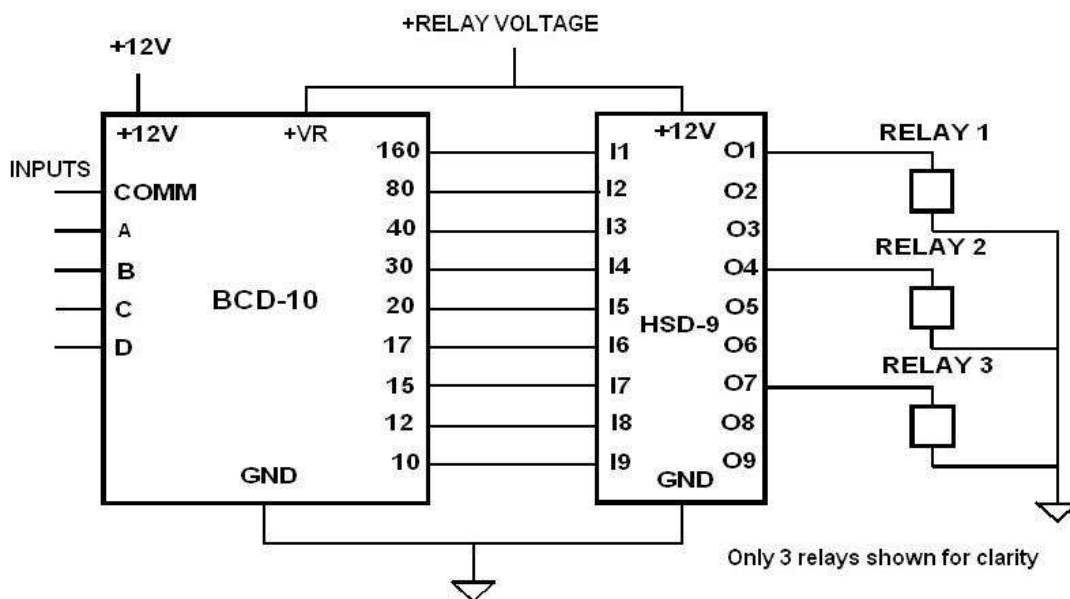 +RELAY VOLTAGE
+12V
+12V
+VR
+12V
RELAY 1
160
I1
O1
INPUTS
COMM
80
I2
O2
A
40
I3
O3
RELAY 2
B
30
I4
O4
BCD-10
C
20
I5
O5
HSD-9
D
17
I6
O6
RELAY 3
15
I7
O7
12
I8
O8
10
I9
O9
GND
GND
Only 3 relays shown for clarity